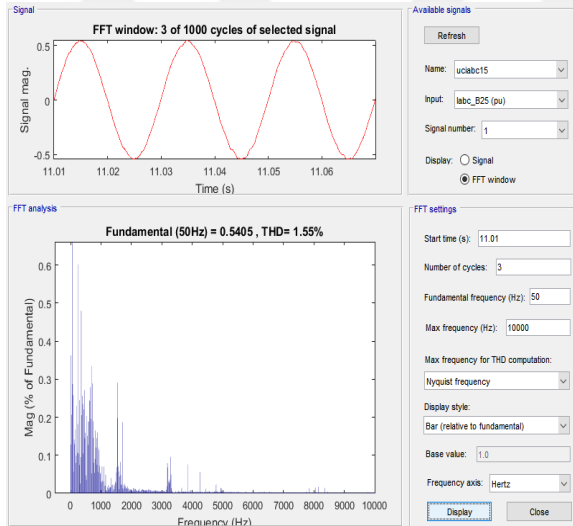 Signal
FFT window: 3 of 1000 cycles of selected signal
Signal mag.
0.5
0
-0.5
11.01 11.02 11.03 11.04 11.05 11.06
Time (s)
Available signals
Refresh
Name: uciabc15
Input: Iabc_B25 (pu)
Signal number: 1
Display: Signal
FFT window
FFT analysis
Fundamental (50Hz) = 0.5405 , THD= 1.55%
Mag (% of Fundamental)
0.6
0.5
0.4
0.3
0.2
0.1
0
0 1000 2000 3000 4000 5000 6000 7000 8000 9000 10000
Frequency (Hz)
FFT settings
Start time (s): 11.01
Number of cycles: 3
Fundamental frequency (Hz): 50
Max frequency (Hz): 10000
Max frequency for THD computation:
Nyquist frequency
Display style:
Bar (relative to fundamental)
Base value: 1.0
Frequency axis: Hertz
Display Close